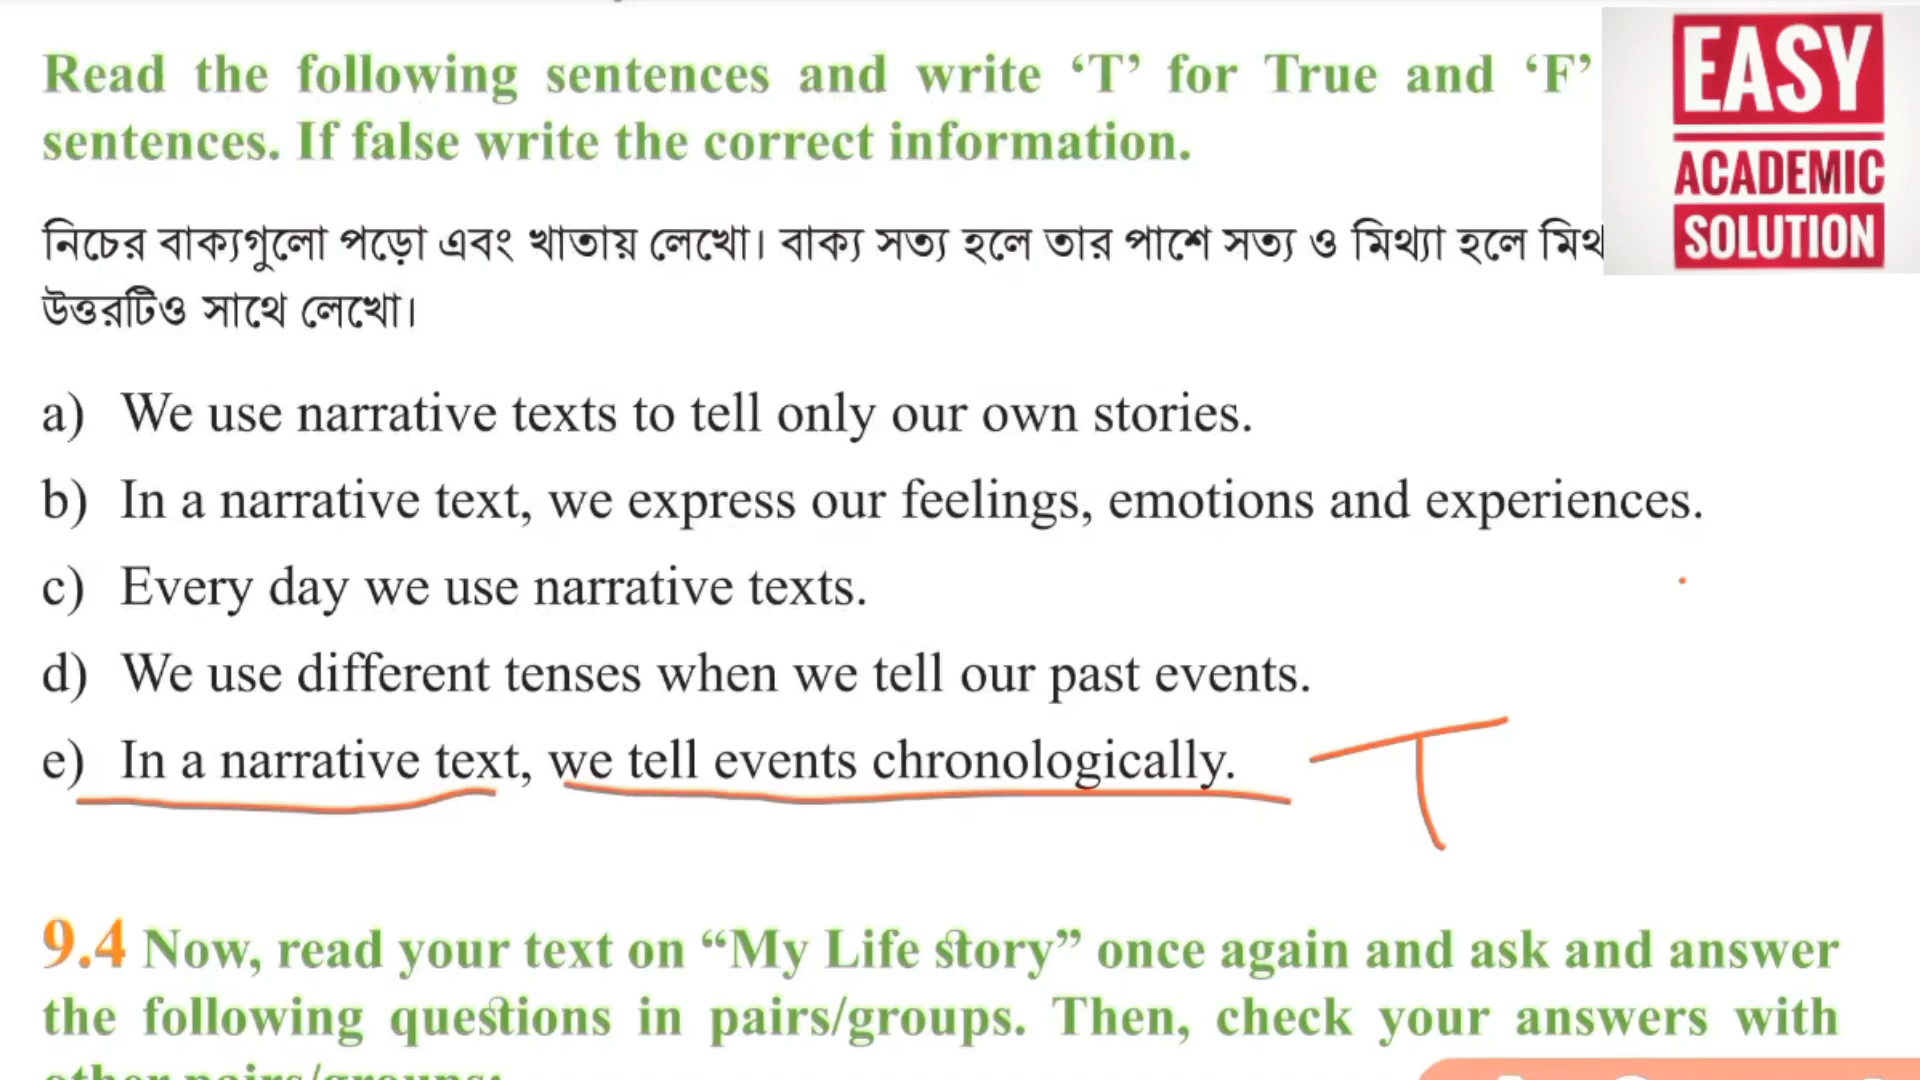 Read the following sentences and write ‘T’ for True and ‘F’
sentences. If false write the correct information.
EASY
ACADEMIC
SOLUTION
নিচের বাক্যগুলো পড়ো এবং খাতায় লেখো। বাক্য সত্য হলে তার পাশে সত্য ও মিথ্যা হলে
উত্তরটিও সাথে লেখো।
a) We use narrative texts to tell only our own stories.
b) In a narrative text, we express our feelings, emotions and experiences.
c) Every day we use narrative texts.
d) We use different tenses when we tell our past events.
e) In a narrative text, we tell events chronologically. T
9.4 Now, read your text on “My Life story” once again and ask and answer
the following questions in pairs/groups. Then, check your answers with
other pairs/groups: